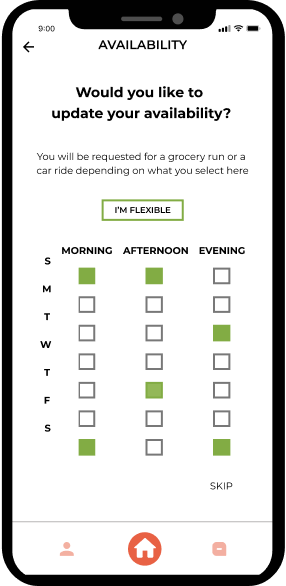 9:00
AVAILABILITY
Would you like to
update your availability?
You will be requested for a grocery run or a
car ride depending on what you select here
I'M FLEXIBLE
MORNING AFTERNOON EVENING
S
M
T
W
T
F
S
SKIP